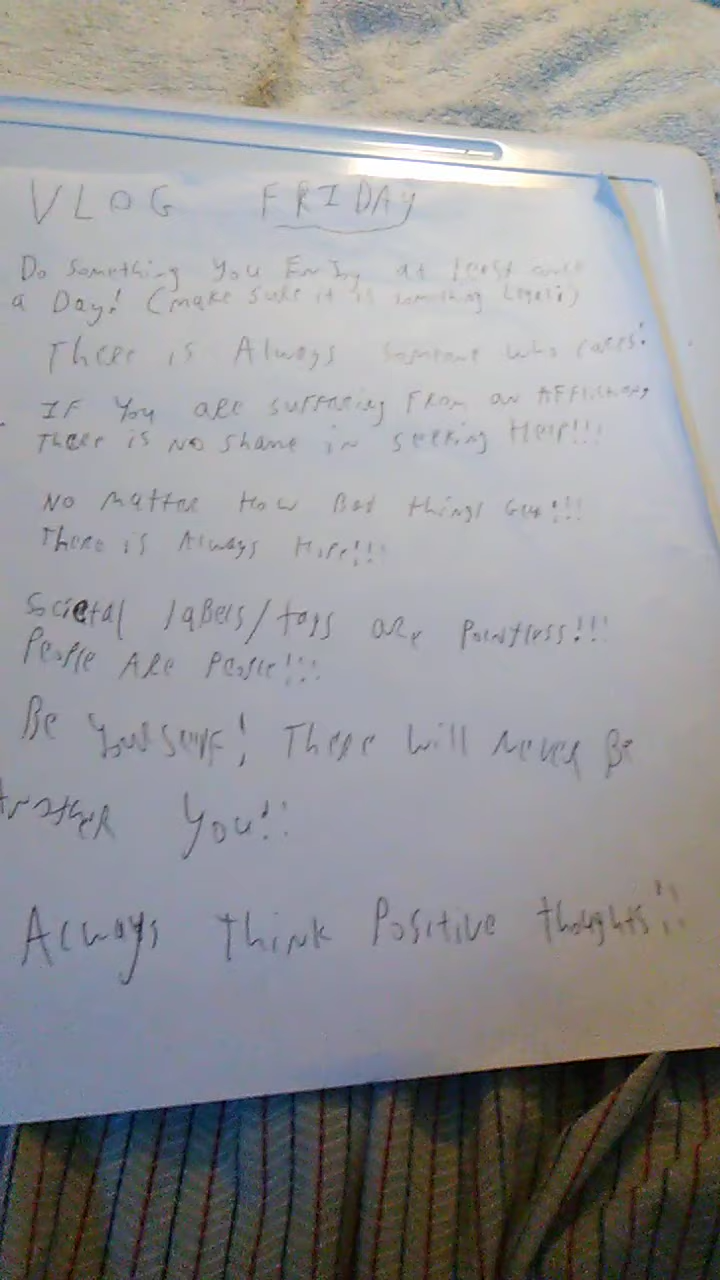 VLOG FRIDAY
Do Something You Enjoy at least once
a Day! (make sure it is something Legal!)
There is Always someone who cares!
IF You are suffering From an Affliction,
There is No shame in seeking Help!!!
No matter How Bad things Get!!!
There is Always Hope!!!
Societal labels/tags are Pointless!!!
People Are People!!!
Be Yourself! There will Never Be
Another You!!
Always Think Positive thoughts!!